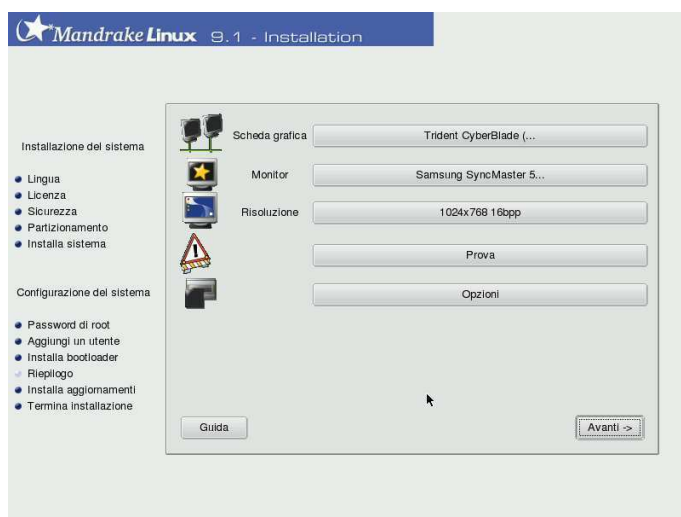 Mandrake Linux 9.1 - Installation
Installazione del sistema
Lingua
Licenza
Sicurezza
Partizionamento
Installa sistema
Configurazione del sistema
Password di root
Aggiungi un utente
Installa bootloader
Riepilogo
Installa aggiornamenti
Termina installazione
Scheda grafica Trident CyberBlade (...
Monitor Samsung SyncMaster 5...
Risoluzione 1024x768 16bpp
Prova
Opzioni
Guida Avanti ->